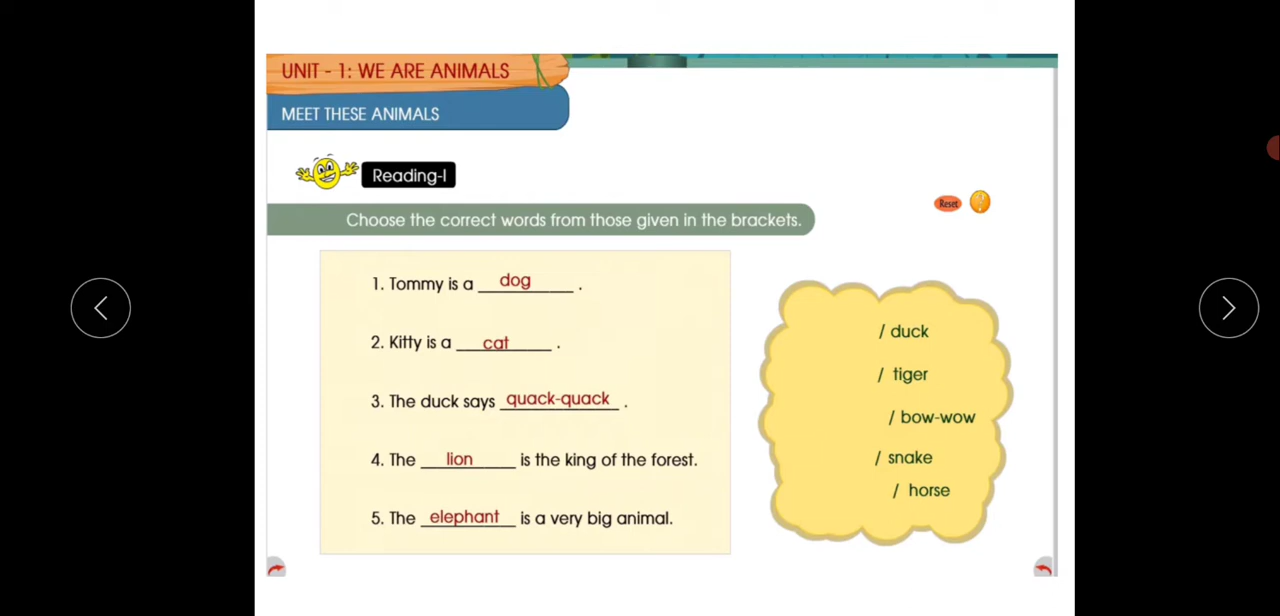 UNIT - 1: WE ARE ANIMALS
MEET THESE ANIMALS
Reading-I
Reset
Choose the correct words from those given in the brackets.
1. Tommy is a dog .
2. Kitty is a cat .
3. The duck says quack-quack .
4. The lion is the king of the forest.
5. The elephant is a very big animal.
/ duck
/ tiger
/ bow-wow
/ snake
/ horse